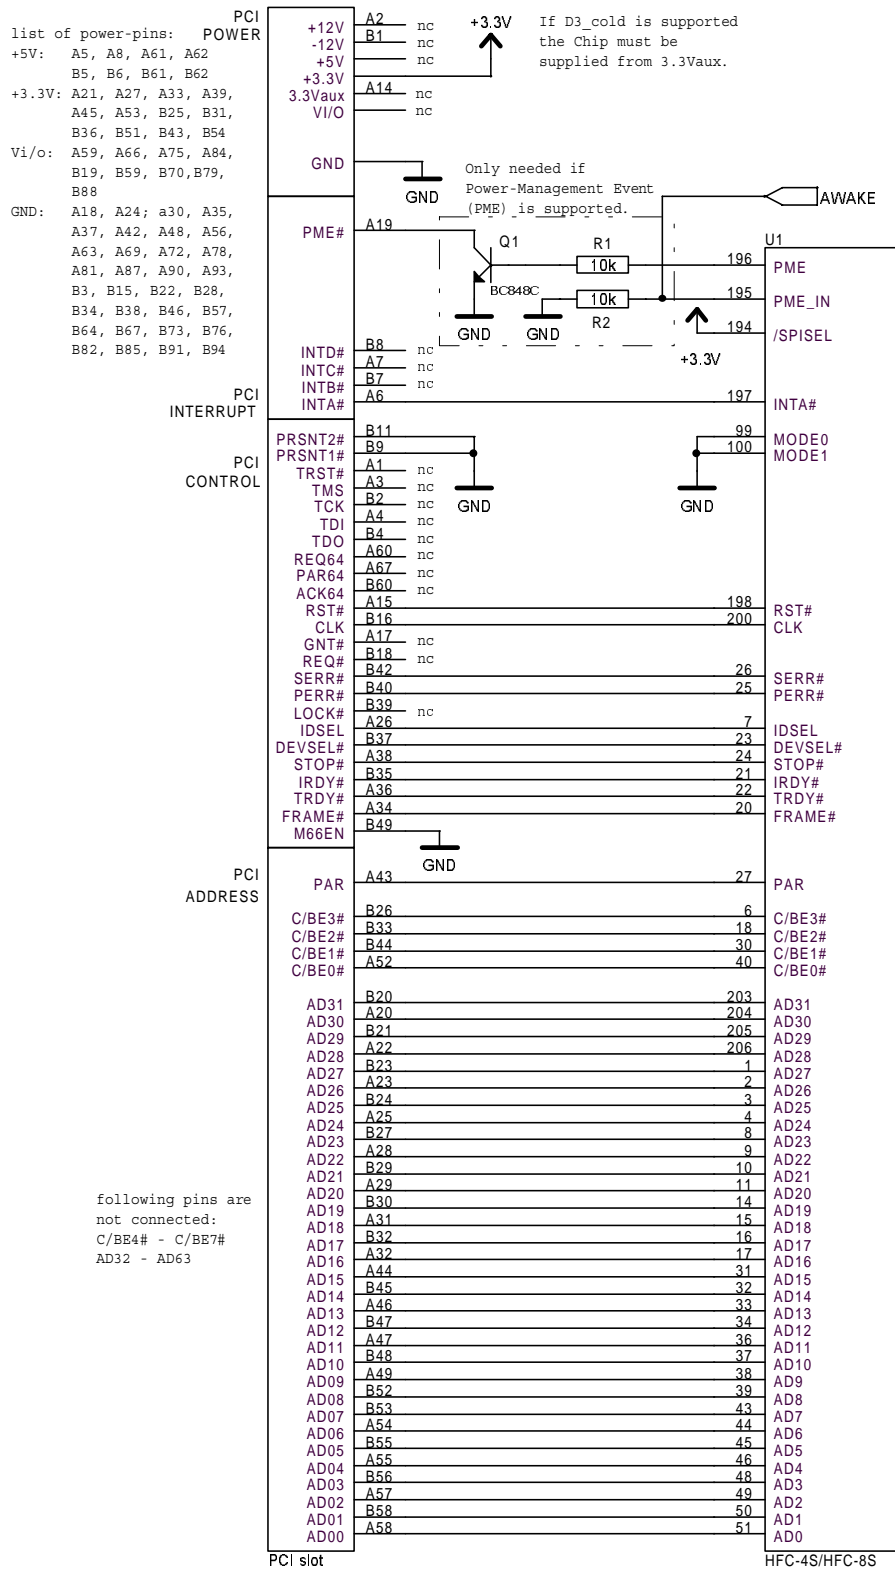 list of power-pins:
+5V: A5, A8, A61, A62
B5, B6, B61, B62
+3.3V: A21, A27, A33, A39,
A45, A53, B25, B31,
B36, B51, B43, B54
Vi/o: A59, A66, A75, A84,
B19, B59, B70,B79,
B88
GND: A18, A24; a30, A35,
A37, A42, A48, A56,
A63, A69, A72, A78,
A81, A87, A90, A93,
B3, B15, B22, B28,
B34, B38, B46, B57,
B64, B67, B73, B76,
B82, B85, B91, B94
PCI
POWER
+12V A2 nc
-12V B1 nc
+5V nc
+3.3V
3.3Vaux A14 nc
VI/O nc
GND
GND
+3.3V
If D3_cold is supported
the Chip must be
supplied from 3.3Vaux.
Only needed if
Power-Management Event
(PME) is supported.
AWAKE
PME# A19
Q1
BC848C
R1
10k
10k
R2
GND
GND
+3.3V
U1
196 PME
195 PME_IN
194 /SPISEL
INTD# B8 nc
INTC# A7 nc
INTB# B7 nc
PCI
INTERRUPT
INTA# A6 197 INTA#
PCI
CONTROL
PRSNT2# B11 99 MODE0
PRSNT1# B9 100 MODE1
TRST# A1 nc
TMS A3 nc
TCK B2 nc
GND
GND
TDI A4 nc
TDO B4 nc
REQ64 A60 nc
PAR64 A67 nc
ACK64 B60 nc
RST# A15 198 RST#
CLK B16 200 CLK
GNT# A17 nc
REQ# B18 nc
SERR# B42 26 SERR#
PERR# B40 25 PERR#
LOCK# B39 nc
IDSEL A26 7 IDSEL
DEVSEL# B37 23 DEVSEL#
STOP# A38 24 STOP#
IRDY# B35 21 IRDY#
TRDY# A36 22 TRDY#
FRAME# A34 20 FRAME#
M66EN B49
GND
PCI
ADDRESS
PAR A43 27 PAR
C/BE3# B26 6 C/BE3#
C/BE2# B33 18 C/BE2#
C/BE1# B44 30 C/BE1#
C/BE0# A52 40 C/BE0#
AD31 B20 203 AD31
AD30 A20 204 AD30
AD29 B21 205 AD29
AD28 A22 206 AD28
AD27 B23 1 AD27
AD26 A23 2 AD26
AD25 B24 3 AD25
AD24 A25 4 AD24
AD23 B27 8 AD23
AD22 A28 9 AD22
AD21 B29 10 AD21
AD20 A29 11 AD20
AD19 B30 14 AD19
AD18 A31 15 AD18
AD17 B32 16 AD17
AD16 A32 17 AD16
AD15 A44 31 AD15
AD14 B45 32 AD14
AD13 A46 33 AD13
AD12 B47 34 AD12
AD11 A47 36 AD11
AD10 B48 37 AD10
AD09 A49 38 AD9
AD08 B52 39 AD8
AD07 B53 43 AD7
AD06 A54 44 AD6
AD05 B55 45 AD5
AD04 A55 46 AD4
AD03 B56 48 AD3
AD02 A57 49 AD2
AD01 B58 50 AD1
AD00 A58 51 AD0
following pins are
not connected:
C/BE4# - C/BE7#
AD32 - AD63
PCI slot
HFC-4S/HFC-8S